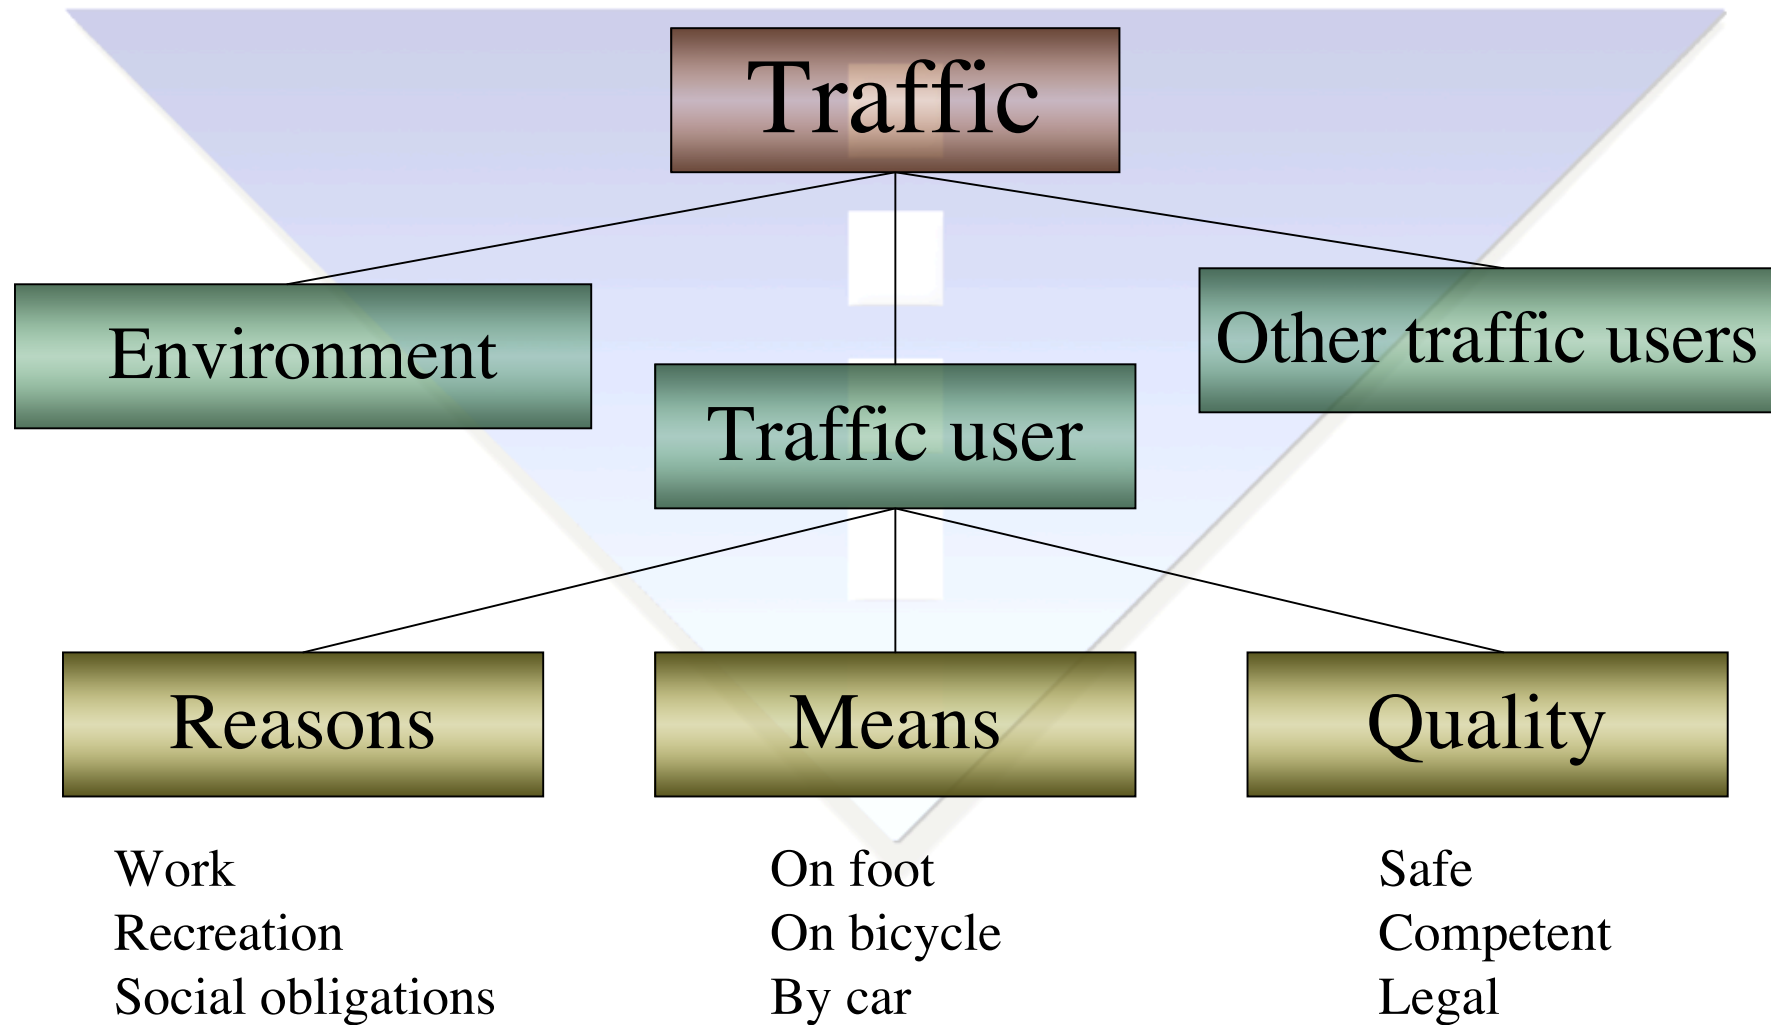 Traffic
Environment
Other traffic users
Traffic user
Reasons
Means
Quality
Work
Recreation
Social obligations
On foot
On bicycle
By car
Safe
Competent
Legal